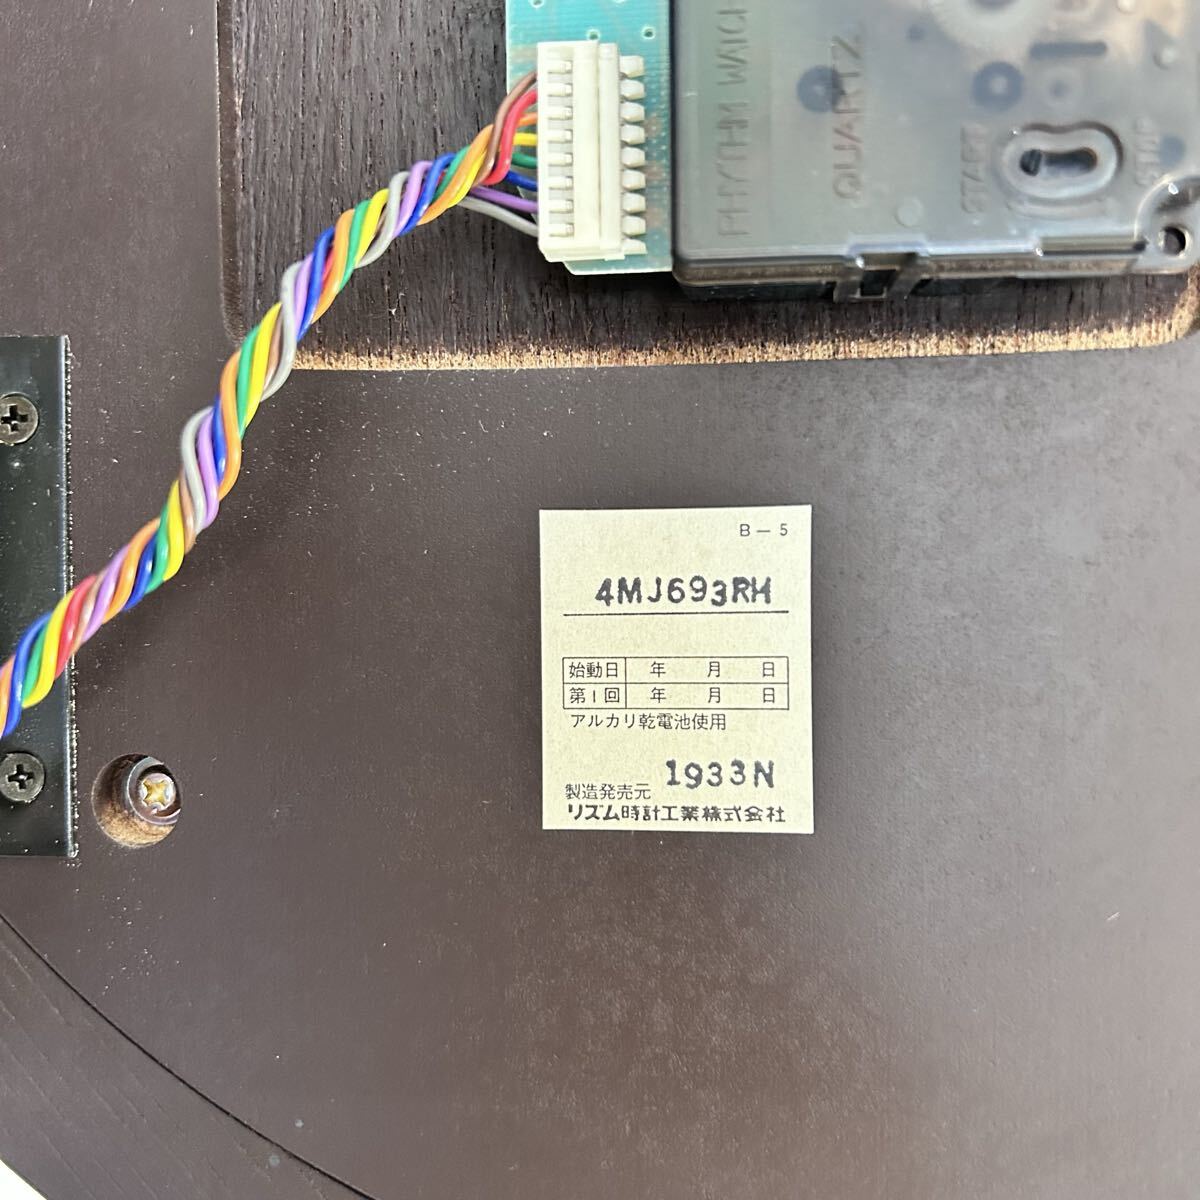 RHYTHM WATCH
QUARTZ
START
STOP
B－5
4MJ693RH
始動日 年 月 日
第1回 年 月 日
アルカリ乾電池使用
1933N
製造発売元
リズム時計工業株式会社